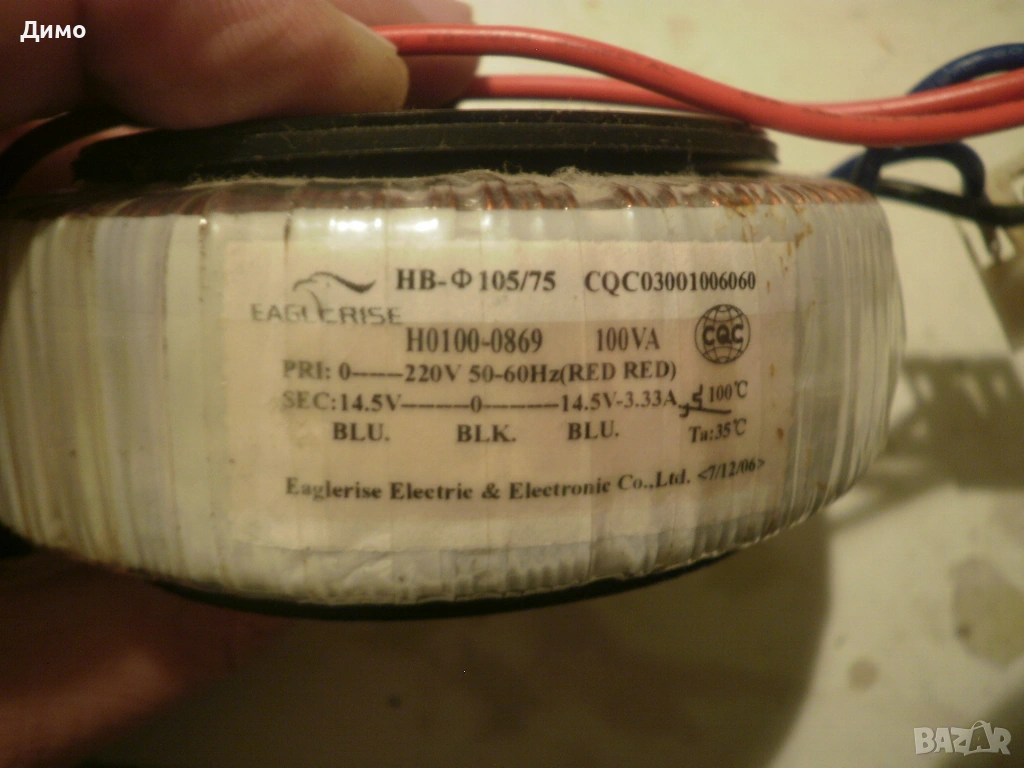 Димо
HB-Φ105/75 CQC03001006060
EAGLERISE
H0100-0869 100VA CQC
PRI: 0------220V 50-60Hz(RED RED)
SEC:14.5V---------0---------14.5V-3.33A 100℃
BLU. BLK. BLU. Ta:35℃
Eaglerise Electric & Electronic Co.,Ltd. <7/12/06>
BAZAR